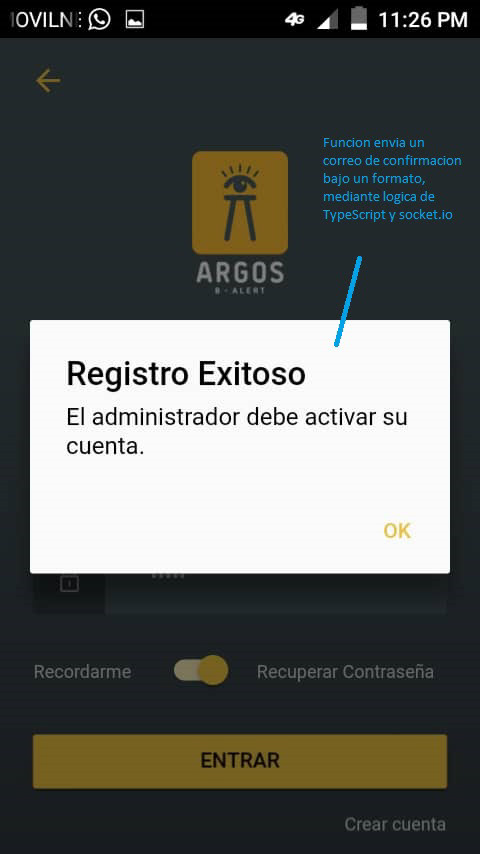 OVILN
4G
11:26 PM
Funcion envia un
correo de confirmacion
bajo un formato,
mediante logica de
TypeScript y socket.io
ARGOS
B - ALERT
Registro Exitoso
El administrador debe activar su
cuenta.
OK
Recordarme
Recuperar Contraseña
ENTRAR
Crear cuenta